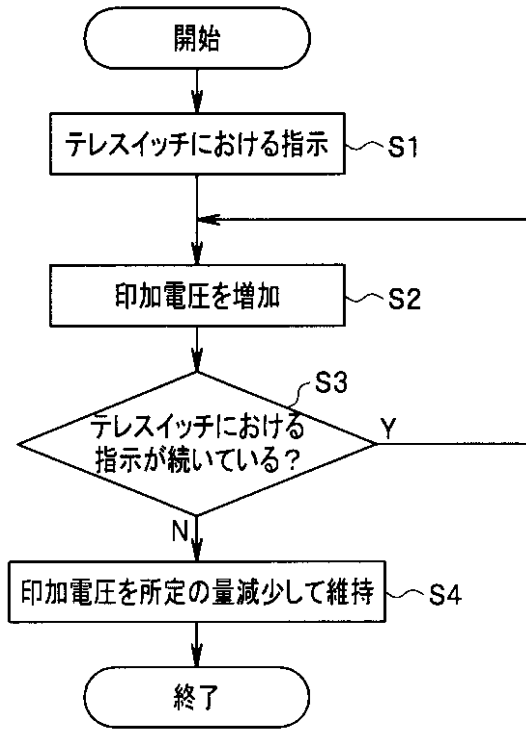 開始
テレスイッチにおける指示
S1
印加電圧を増加
S2
S3
テレスイッチにおける
指示が続いている？
Y
N
印加電圧を所定の量減少して維持
S4
終了